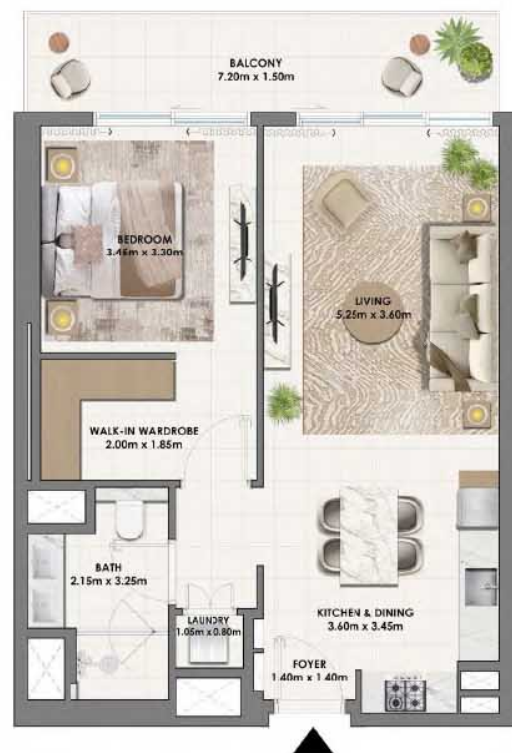 BALCONY
7.20m x 1.50m
BEDROOM
3.45m x 3.30m
LIVING
5.25m x 3.60m
WALK-IN WARDROBE
2.00m x 1.85m
BATH
2.15m x 3.25m
LAUNDRY
1.05m x 0.80m
KITCHEN & DINING
3.60m x 3.45m
FOYER
1.40m x 1.40m